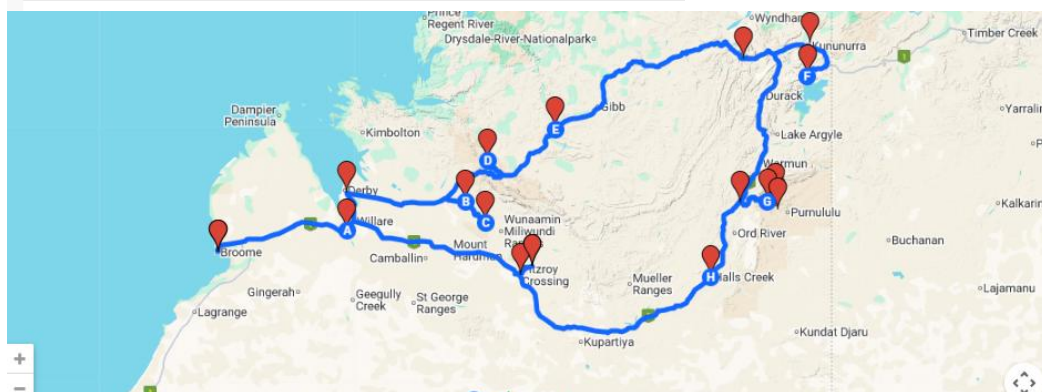 Prince
Regent River
Drysdale-River-Nationalpark
Wyndham
Timber Creek
Kununurra
1
F
Dampier
Peninsula
Gibb
Durack
Yarralin
E
Kimbolton
Lake Argyle
D
Warmun
Derby
B
G
C
Purnululu
Kalkarin
Willare
Wunaamin
Miliwundi
A
Ord River
Buchanan
Broome
Camballin
Mount
Hardman
Fitzroy
Crossing
H
Halls Creek
Mueller
Ranges
Gingerah
Geegully
Creek
St George
Ranges
Lajamanu
Lagrange
Kundat Djaru
Kupartiya
1
+
−